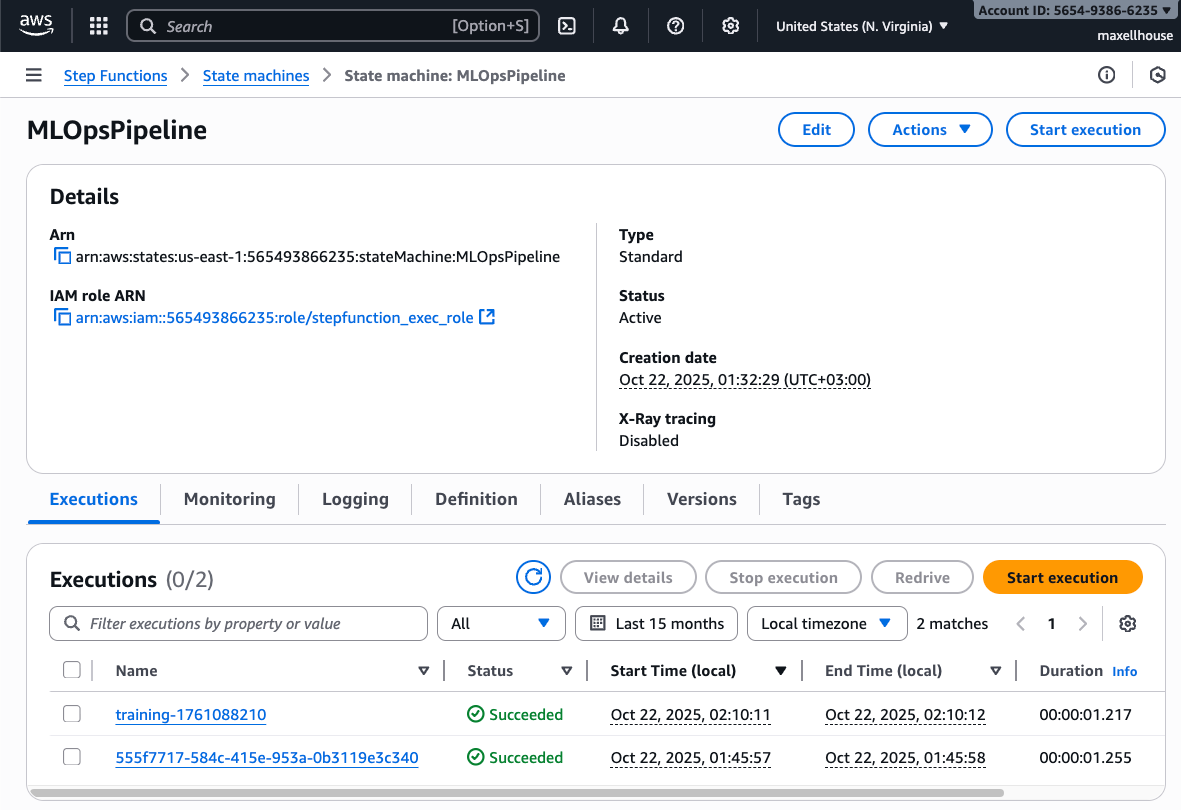 aws
Search [Option+S]
United States (N. Virginia)
Account ID: 5654-9386-6235
maxellhouse
Step Functions
State machines
State machine: MLOpsPipeline
MLOpsPipeline
Edit
Actions
Start execution
Details
Arn
arn:aws:states:us-east-1:565493866235:stateMachine:MLOpsPipeline
IAM role ARN
arn:aws:iam::565493866235:role/stepfunction_exec_role
Type
Standard
Status
Active
Creation date
Oct 22, 2025, 01:32:29 (UTC+03:00)
X-Ray tracing
Disabled
Executions Monitoring Logging Definition Aliases Versions Tags
Executions (0/2)
View details
Stop execution
Redrive
Start execution
Filter executions by property or value
All
Last 15 months
Local timezone
2 matches
1
Name Status Start Time (local) End Time (local) Duration Info
training-1761088210 Succeeded Oct 22, 2025, 02:10:11 Oct 22, 2025, 02:10:12 00:00:01.217
555f7717-584c-415e-953a-0b3119e3c340 Succeeded Oct 22, 2025, 01:45:57 Oct 22, 2025, 01:45:58 00:00:01.255